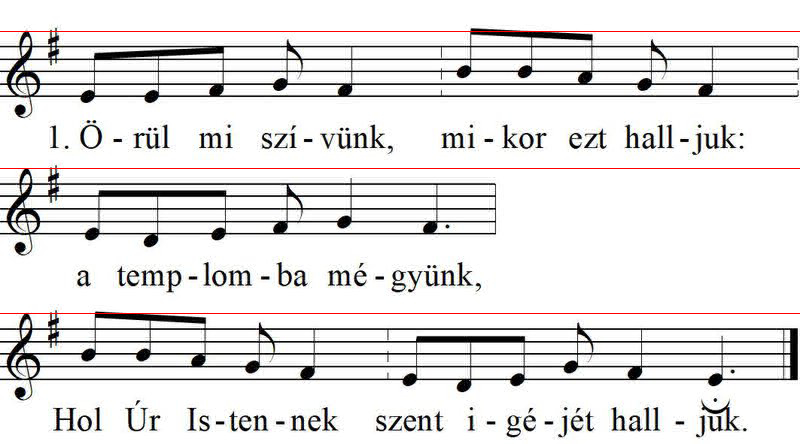 1. Ö - rül mi szí - vünk, mi - kor ezt hall - juk:
a temp - lom - ba mé - gyünk,
Hol Úr Is - ten - nek szent i - gé - jét hall - juk.